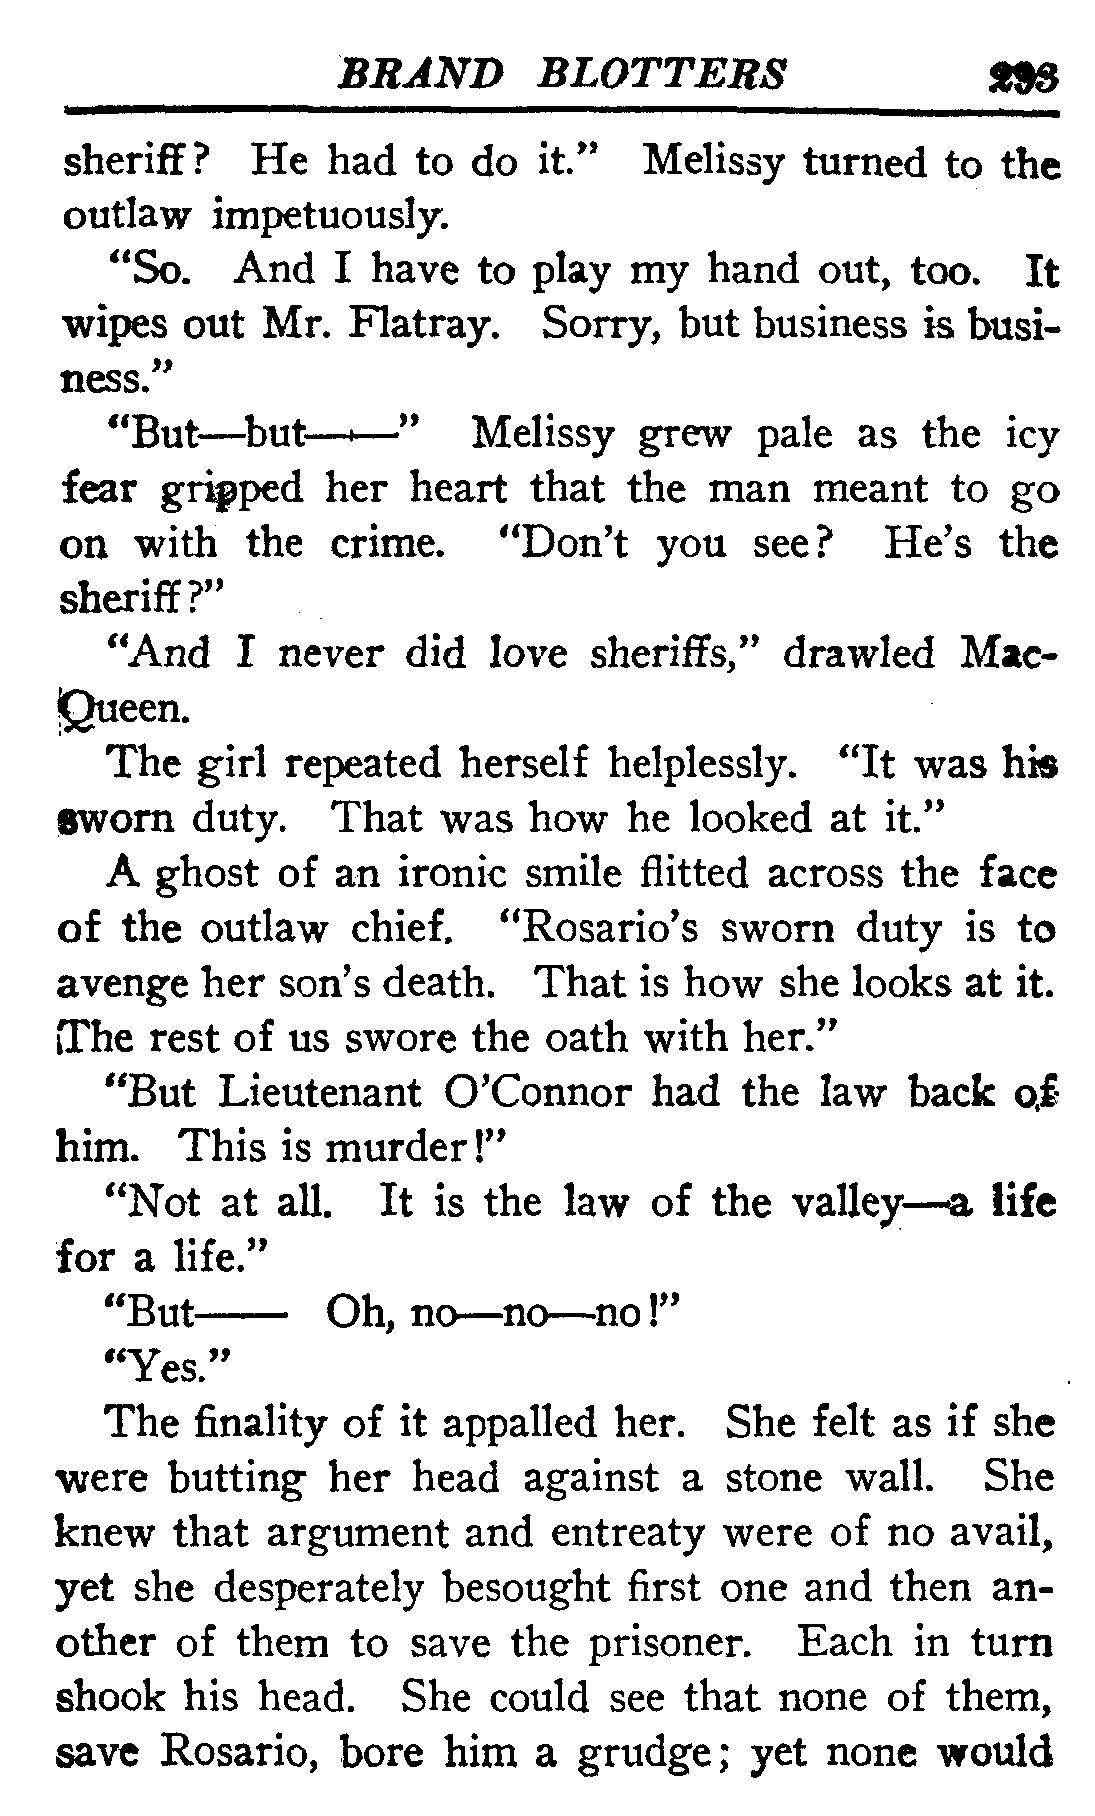 BRAND BLOTTERS 293
sheriff? He had to do it.” Melissy turned to the
outlaw impetuously.
“So. And I have to play my hand out, too. It
wipes out Mr. Flatray. Sorry, but business is busi-
ness.”
“But—but——” Melissy grew pale as the icy
fear gripped her heart that the man meant to go
on with the crime. “Don’t you see? He’s the
sheriff?”
“And I never did love sheriffs,” drawled Mac-
Queen.
The girl repeated herself helplessly. “It was his
sworn duty. That was how he looked at it.”
A ghost of an ironic smile flitted across the face
of the outlaw chief. “Rosario’s sworn duty is to
avenge her son’s death. That is how she looks at it.
The rest of us swore the oath with her.”
“But Lieutenant O’Connor had the law back of
him. This is murder!”
“Not at all. It is the law of the valley—a life
for a life.”
“But—— Oh, no—no—no!”
“Yes.”
The finality of it appalled her. She felt as if she
were butting her head against a stone wall. She
knew that argument and entreaty were of no avail,
yet she desperately besought first one and then an-
other of them to save the prisoner. Each in turn
shook his head. She could see that none of them,
save Rosario, bore him a grudge; yet none would